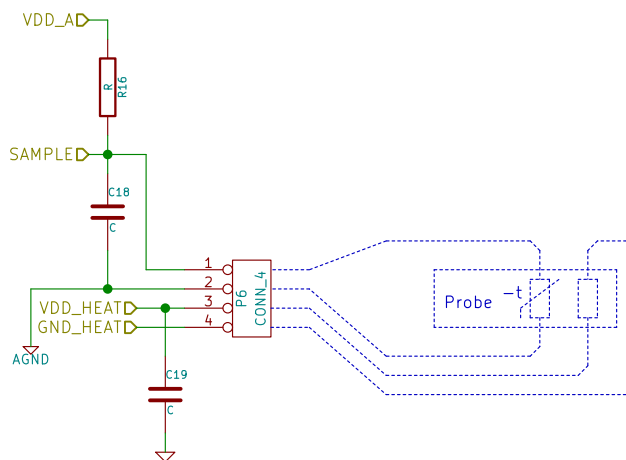 VDD_A
R
R16
SAMPLE
C18
C
1
2
3
4
P6
CONN_4
VDD_HEAT
GND_HEAT
Probe
-t
AGND
C19
C